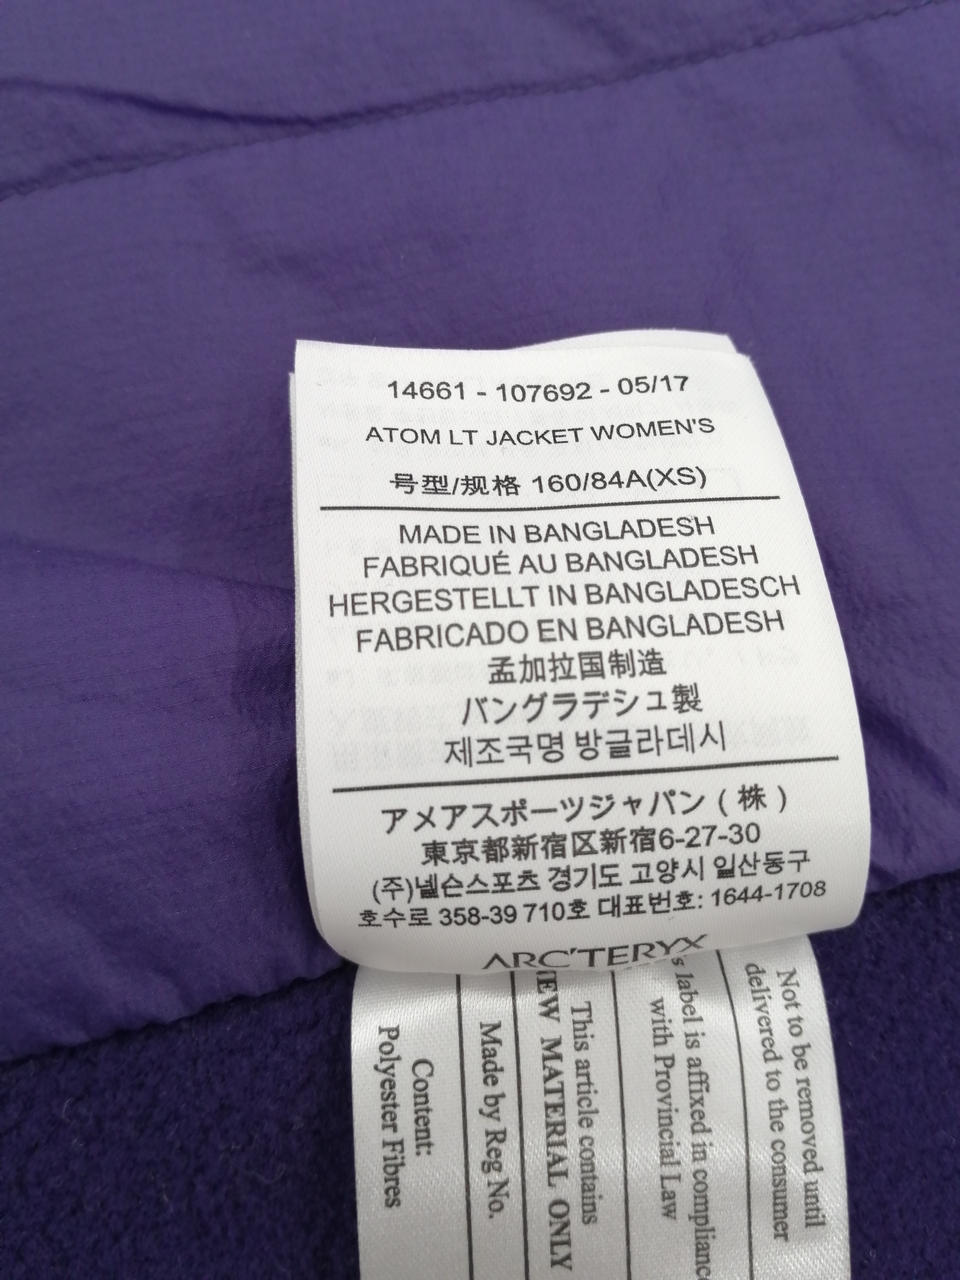 14661 - 107692 - 05/17
ATOM LT JACKET WOMEN'S
号型/规格 160/84A(XS)
MADE IN BANGLADESH
FABRIQUÉ AU BANGLADESH
HERGESTELLT IN BANGLADESCH
FABRICADO EN BANGLADESH
孟加拉国制造
バングラデシュ製
제조국명 방글라데시
アメアスポーツジャパン(株)
東京都新宿区新宿6-27-30
(주)넬슨스포츠 경기도 고양시 일산동구
호수로 358-39 710호 대표번호: 1644-1708
ARC'TERYX
Not to be removed until
delivered to the consumer
label is affixed in compliance
with Provincial Law
This article contains
NEW MATERIAL ONLY
Made by Reg No.
Content:
Polyester Fibres